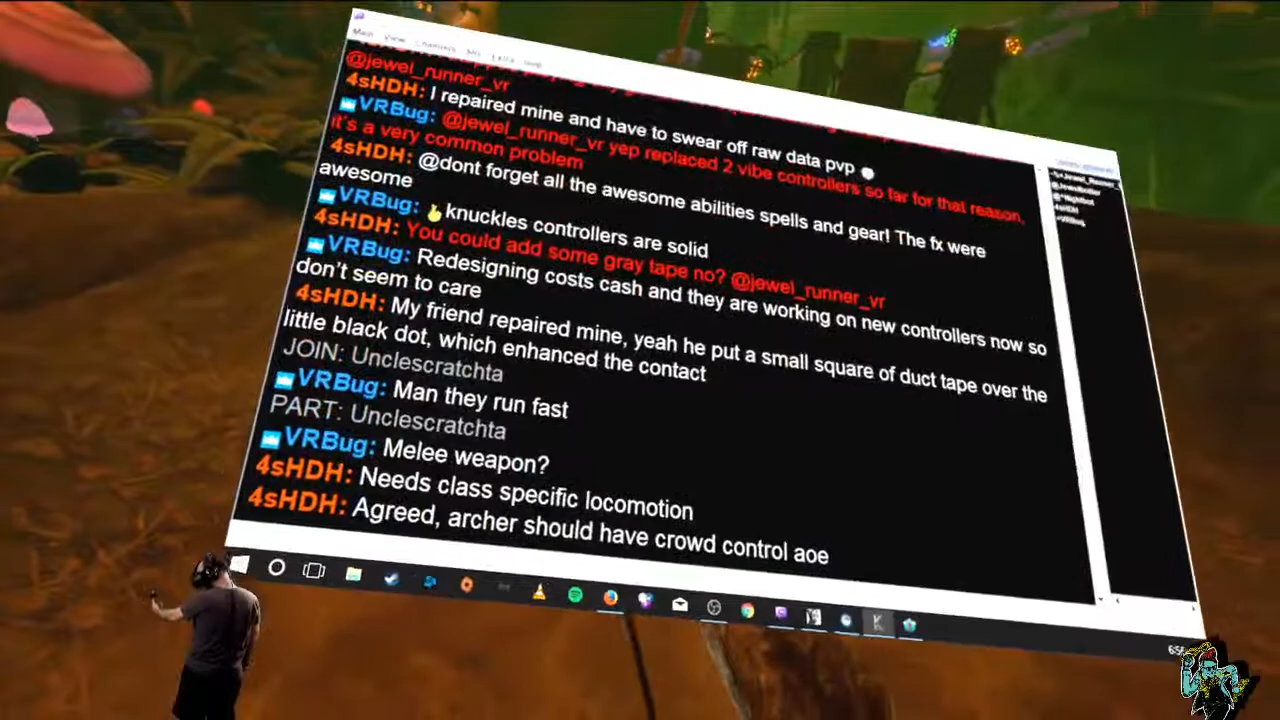 Main View
@jewel_runner_vr
4sHDH: I repaired mine and have to swear off raw data pvp
VRBug: @jewel_runner_vr yep replaced 2 vibe controllers so far for that reason.
it's a very common problem
4sHDH: @dont forget all the awesome abilities spells and gear! The fx were
awesome
VRBug: knuckles controllers are solid
4sHDH: You could add some gray tape no? @jewel_runner_vr
VRBug: Redesigning costs cash and they are working on new controllers now so
don't seem to care
4sHDH: My friend repaired mine, yeah he put a small square of duct tape over the
little black dot, which enhanced the contact
JOIN: Unclescratchta
VRBug: Man they run fast
PART: Unclescratchta
VRBug: Melee weapon?
4sHDH: Needs class specific locomotion
4sHDH: Agreed, archer should have crowd control aoe